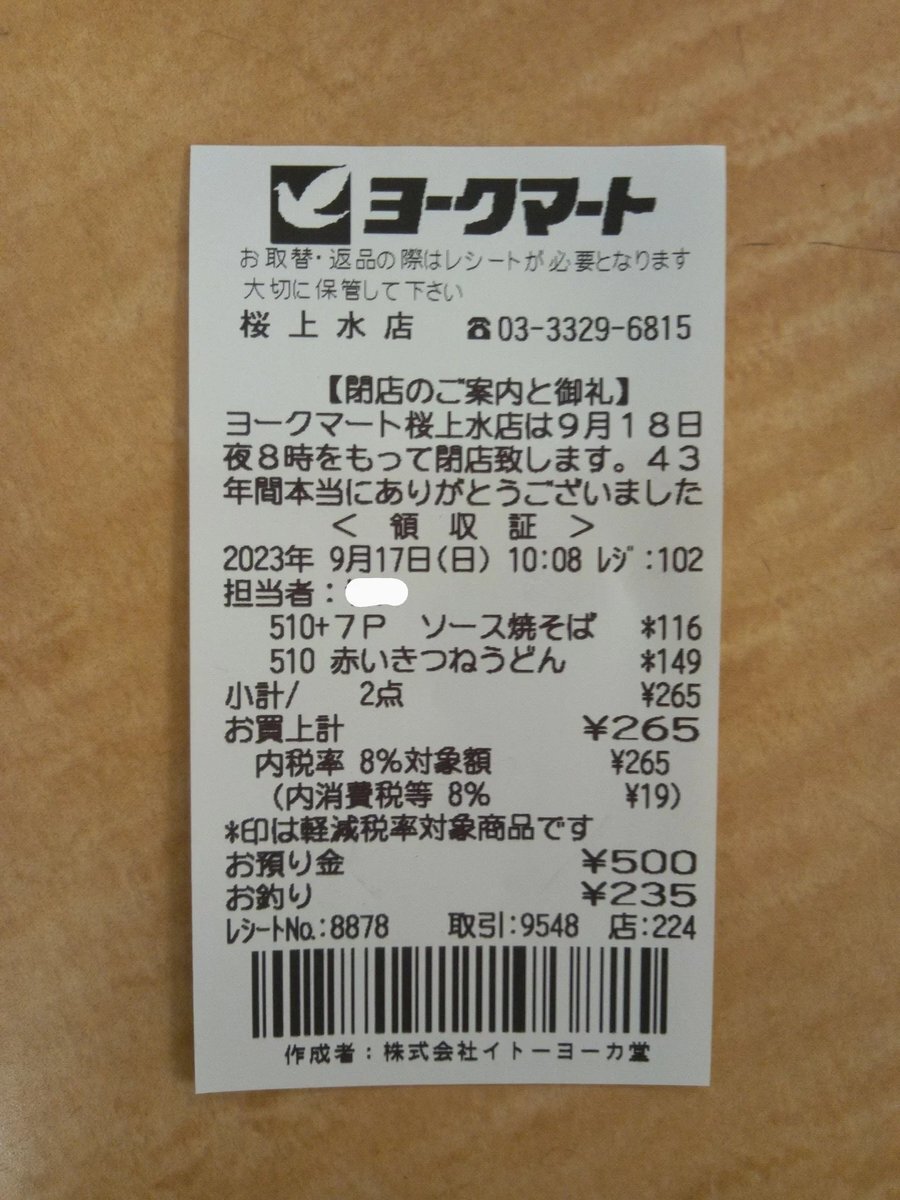 ヨークマート
お取替・返品の際はレシートが必要となります
大切に保管して下さい
桜上水店 ☎03-3329-6815
【閉店のご案内と御礼】
ヨークマート桜上水店は9月18日
夜8時をもって閉店致します。43
年間本当にありがとうございました
＜ 領 収 証 ＞
2023年 9月17日(日) 10:08 ﾚｼﾞ:102
担当者:
510+7P ソース焼そば *116
510 赤いきつねうどん *149
小計/ 2点 ¥265
お買上計 ¥265
内税率 8%対象額 ¥265
(内消費税等 8% ¥19)
*印は軽減税率対象商品です
お預り金 ¥500
お釣り ¥235
ﾚｼｰﾄNo.:8878 取引:9548 店:224
作成者:株式会社イトーヨーカ堂